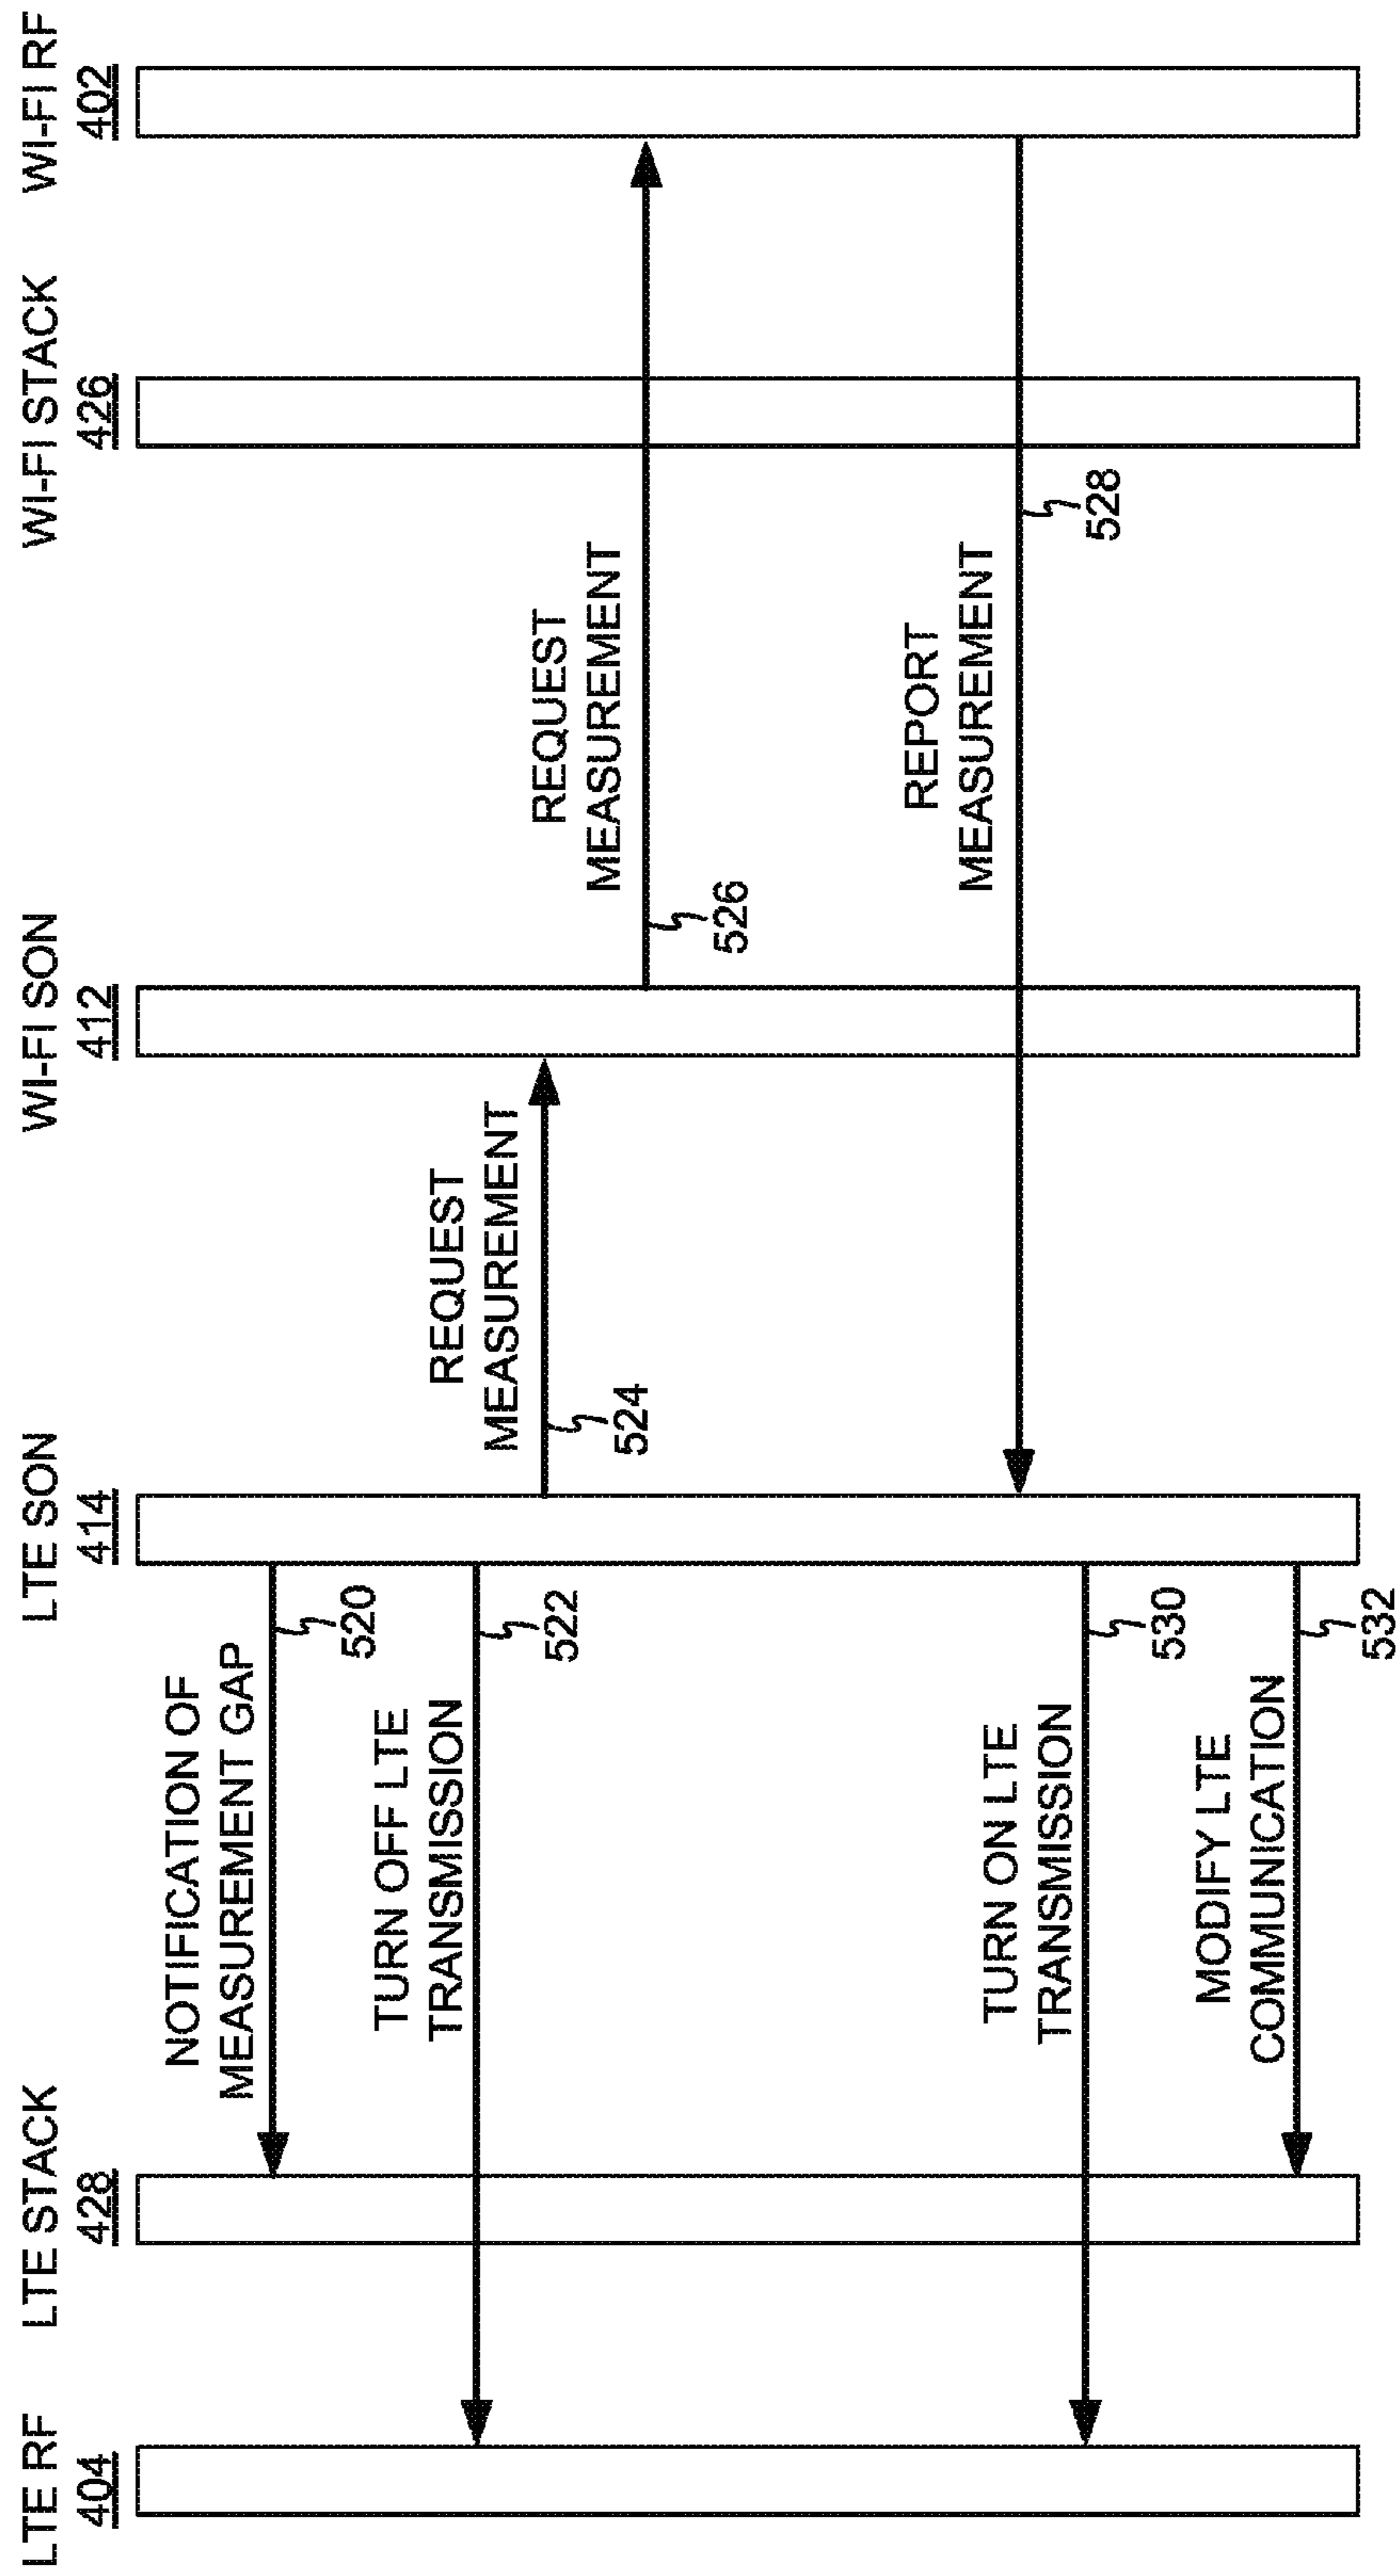 LTE RF
404
LTE STACK
428
LTE SON
414
WI-FI SON
412
WI-FI STACK
426
WI-FI RF
402
NOTIFICATION OF
MEASUREMENT GAP
520
TURN OFF LTE
TRANSMISSION
522
REQUEST
MEASUREMENT
524
REQUEST
MEASUREMENT
526
REPORT
MEASUREMENT
528
TURN ON LTE
TRANSMISSION
530
MODIFY LTE
COMMUNICATION
532